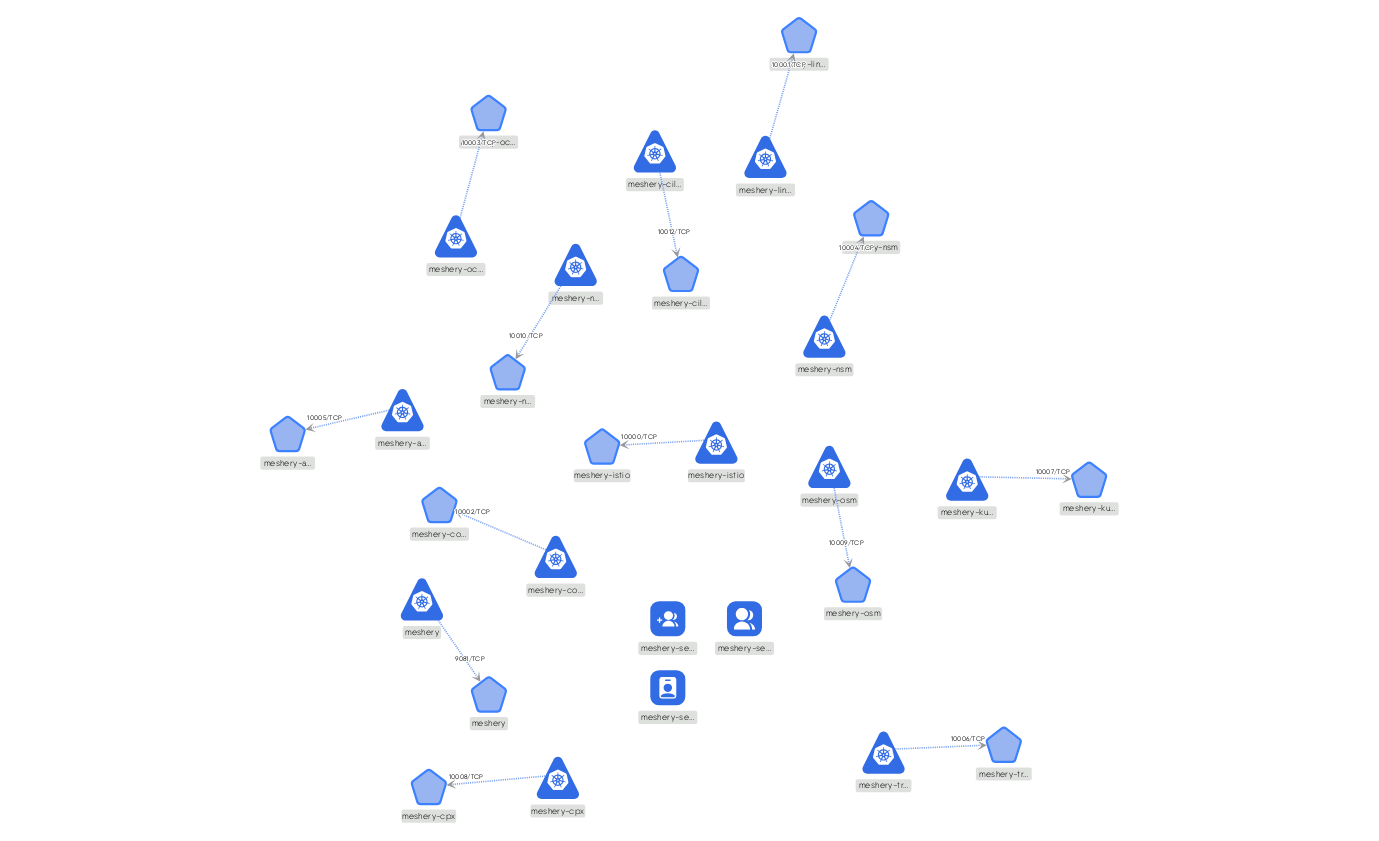 10001/TCP
-lin...
10003/TCP
-oc...
meshery-cil...
meshery-lin...
10012/TCP
10004/TCP
y-nsm
meshery-oc...
meshery-n...
meshery-cil...
10010/TCP
meshery-nsm
meshery-n...
10005/TCP
meshery-a...
meshery-a...
10000/TCP
meshery-istio
meshery-istio
meshery-osm
10007/TCP
meshery-ku...
meshery-ku...
10002/TCP
meshery-co...
10009/TCP
meshery-co...
meshery-osm
meshery
meshery-se...
meshery-se...
9081/TCP
meshery
meshery-se...
10006/TCP
meshery-tr...
meshery-tr...
10008/TCP
meshery-cpx
meshery-cpx